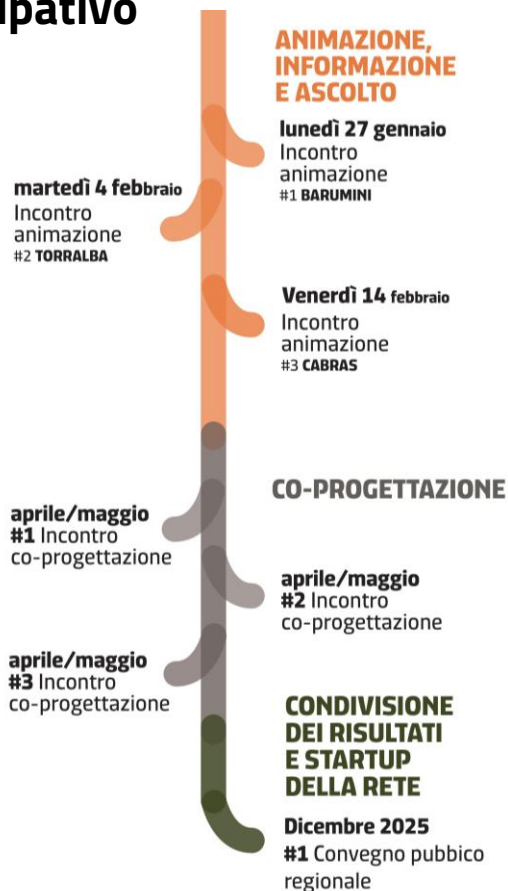 ipativo
ANIMAZIONE,
INFORMAZIONE
E ASCOLTO
lunedì 27 gennaio
Incontro
animazione
#1 BARUMINI
martedì 4 febbraio
Incontro
animazione
#2 TORRALBA
Venerdì 14 febbraio
Incontro
animazione
#3 CABRAS
CO-PROGETTAZIONE
aprile/maggio
#1 Incontro
co-progettazione
aprile/maggio
#2 Incontro
co-progettazione
aprile/maggio
#3 Incontro
co-progettazione
CONDIVISIONE
DEI RISULTATI
E STARTUP
DELLA RETE
Dicembre 2025
#1 Convegno pubbico
regionale